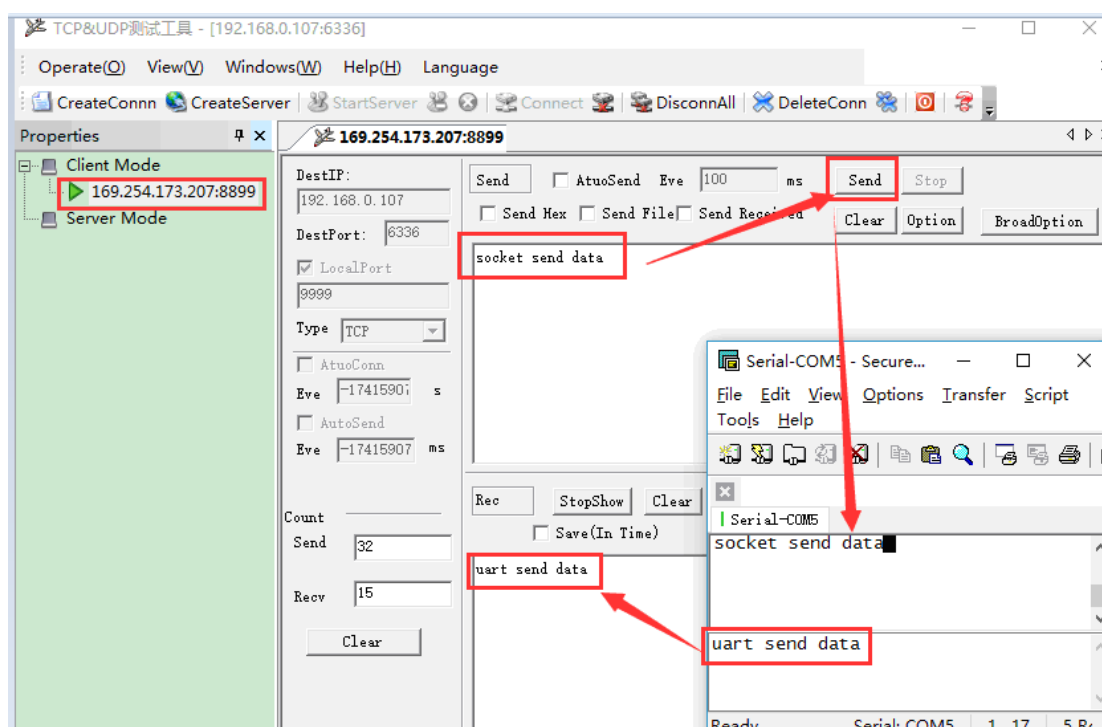 TCP&UDP测试工具 - [192.168.0.107:6336]
Operate(O) View(V) Windows(W) Help(H) Language
CreateConnn CreateServer StartServer Connect DisconnAll DeleteConn
Properties
169.254.173.207:8899
Client Mode
169.254.173.207:8899
Server Mode
DestIP:
192.168.0.107
DestPort: 6336
LocalPort
9999
Type TCP
AtuoConn
Eve -1741590 s
AutoSend
Eve -17415907 ms
Count
Send 32
Recv 15
Clear
Send AtuoSend Eve 100 ms Send Stop
Send Hex Send File Send Received Clear Option BroadOption
socket send data
Rec StopShow Clear
Save(In Time)
uart send data
Serial-COM5 - Secure...
File Edit View Options Transfer Script
Tools Help
Serial-COM5
socket send data
uart send data
Ready Serial: COM5 1, 17